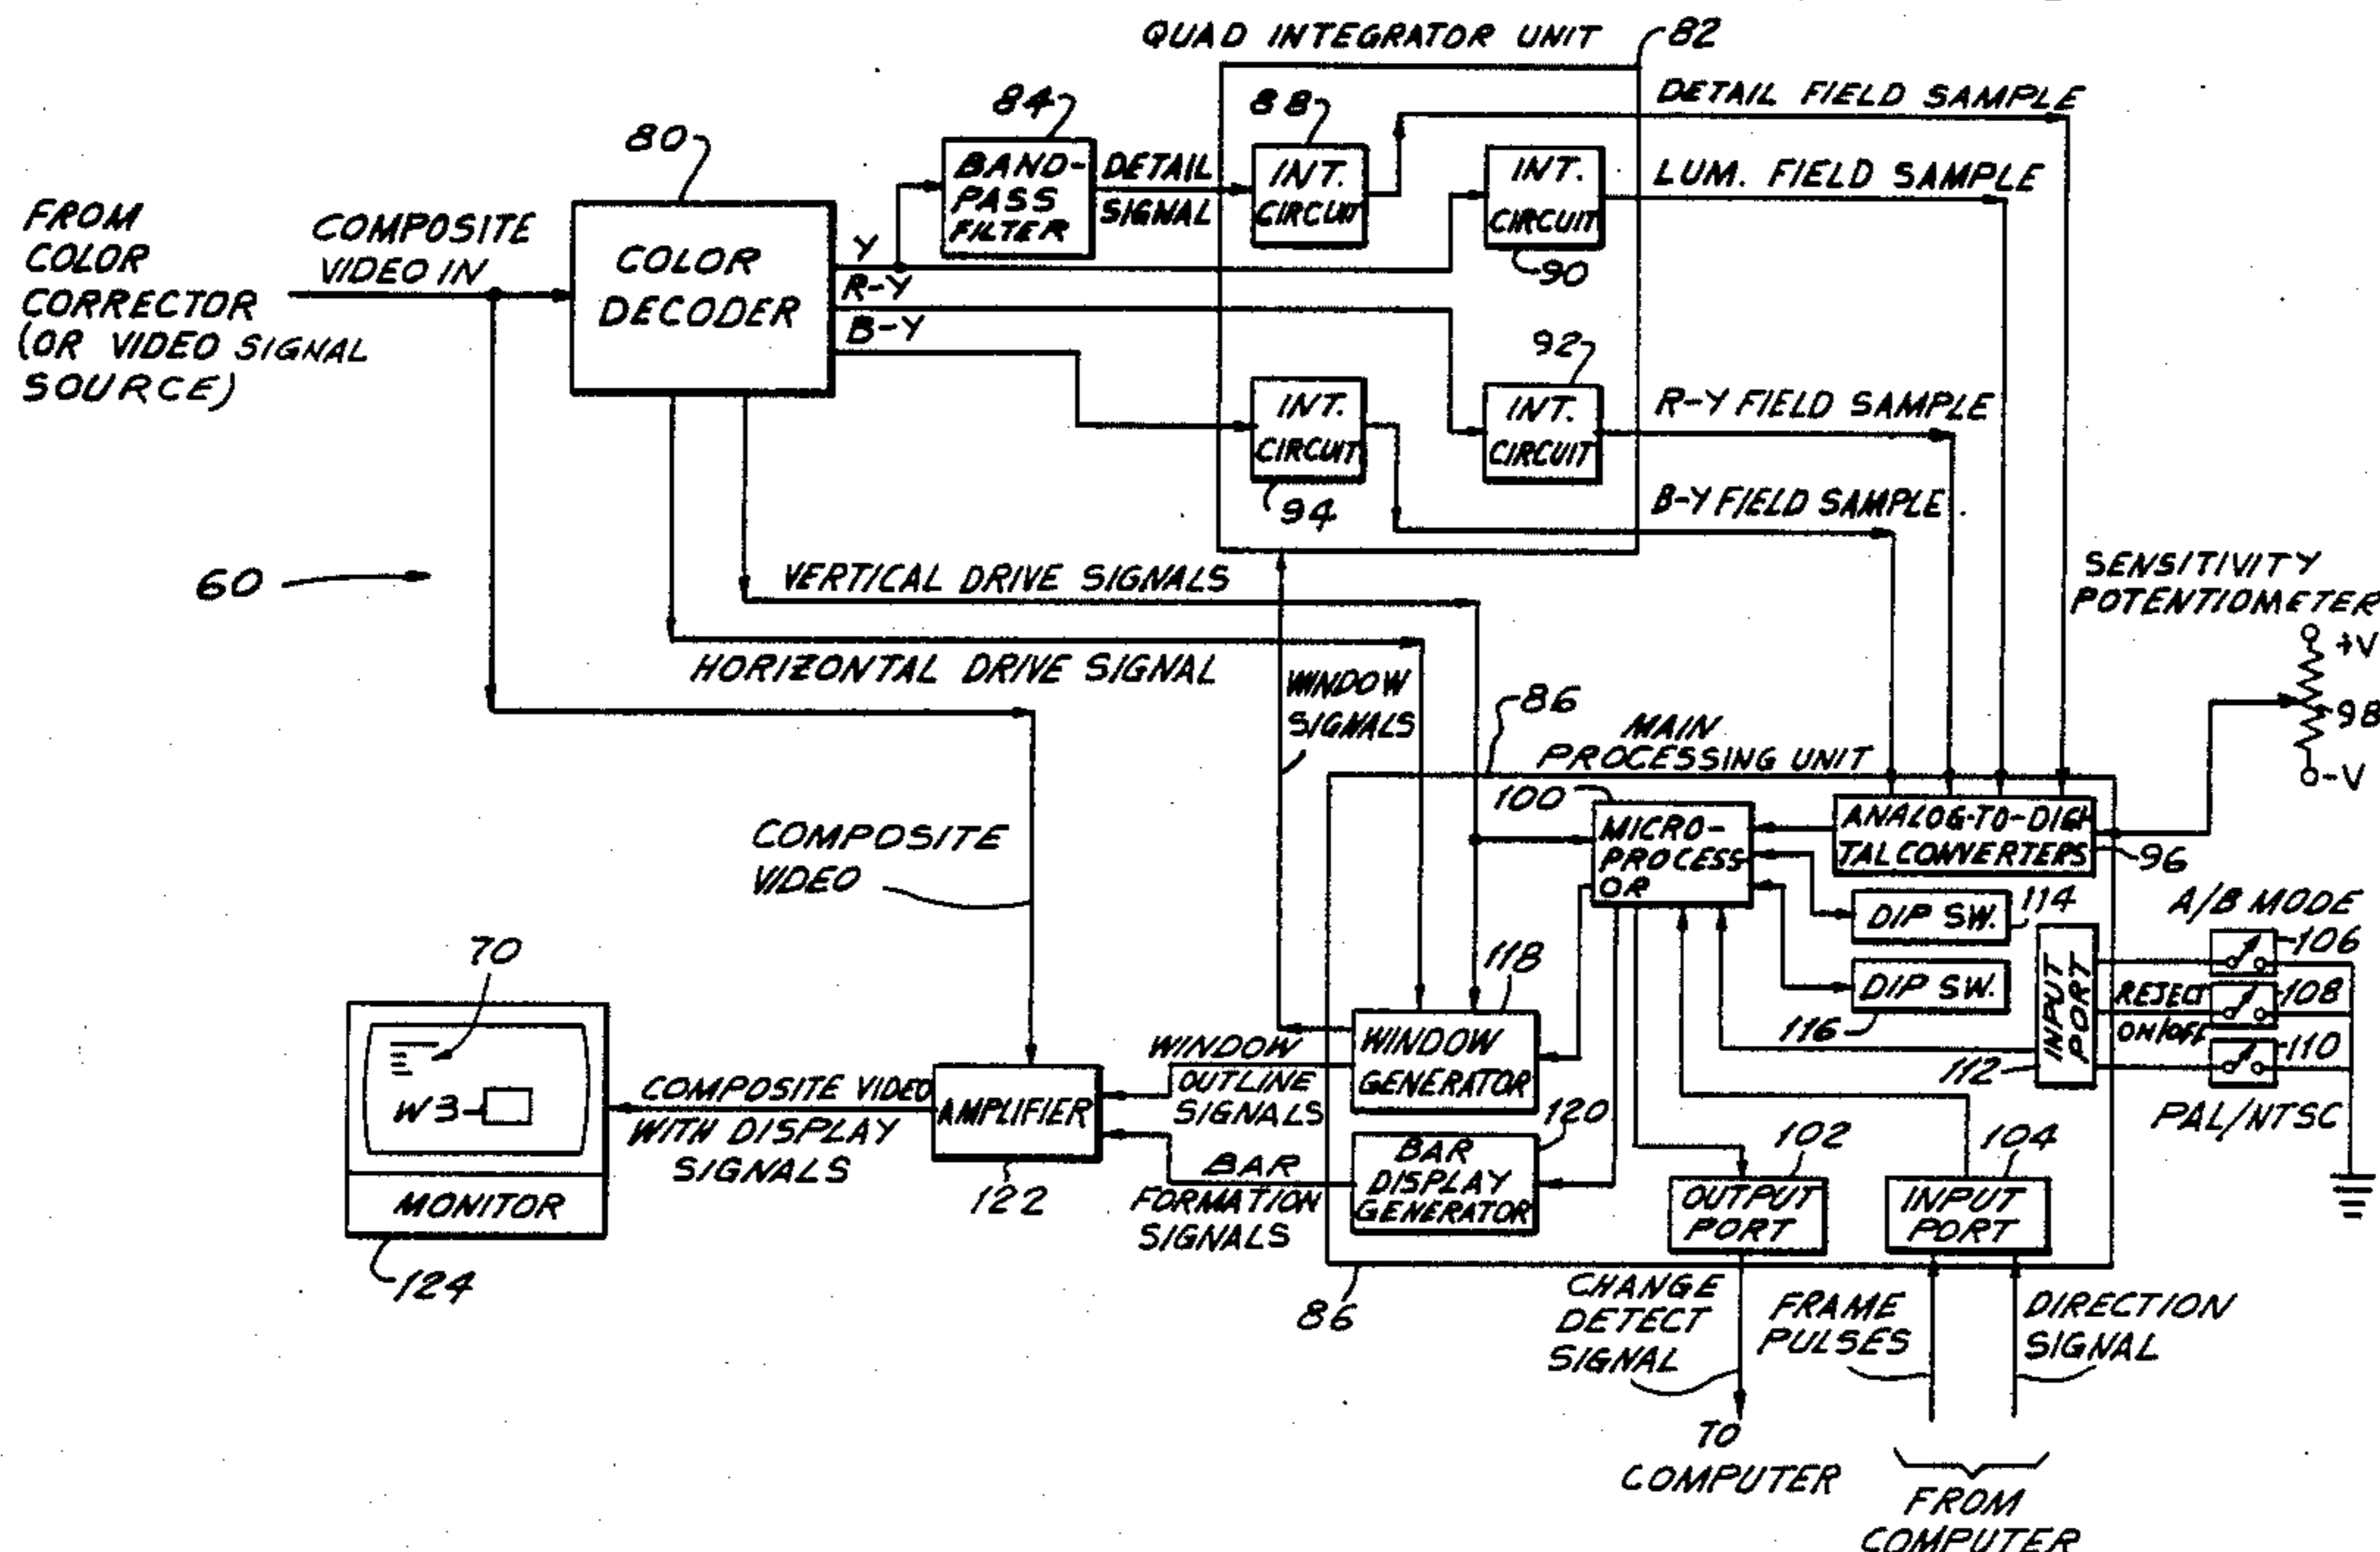 QUAD INTEGRATOR UNIT
82
DETAIL FIELD SAMPLE
84
88
80
BAND-
PASS
FILTER
DETAIL
SIGNAL
INT.
CIRCUIT
INT.
CIRCUIT
LUM. FIELD SAMPLE
FROM
COLOR
CORRECTOR
(OR VIDEO SIGNAL
SOURCE)
COMPOSITE
VIDEO IN
COLOR
DECODER
Y
R-Y
B-Y
90
92
INT.
CIRCUIT
INT.
CIRCUIT
R-Y FIELD SAMPLE
94
B-Y FIELD SAMPLE
60
VERTICAL DRIVE SIGNALS
HORIZONTAL DRIVE SIGNAL
SENSITIVITY
POTENTIOMETER
+V
98
-V
WINDOW
SIGNALS
86
MAIN
PROCESSING UNIT
100
MICRO-
PROCESS
OR
ANALOG-TO-DIGI
TAL CONVERTERS
96
COMPOSITE
VIDEO
DIP SW.
114
A/B MODE
106
DIP SW.
116
INPUT
PORT
REJECT
ON/OFF
108
110
112
PAL/NTSC
70
118
WINDOW
GENERATOR
WINDOW
OUTLINE
SIGNALS
W3
MONITOR
124
COMPOSITE VIDEO
WITH DISPLAY
SIGNALS
AMPLIFIER
122
BAR
FORMATION
SIGNALS
120
BAR
DISPLAY
GENERATOR
102
OUTPUT
PORT
104
INPUT
PORT
86
CHANGE
DETECT
SIGNAL
FRAME
PULSES
DIRECTION
SIGNAL
TO
COMPUTER
FROM
COMPUTER